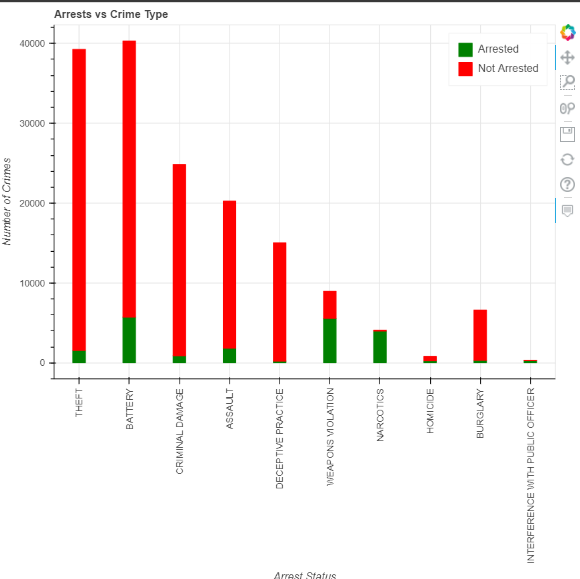 Arrests vs Crime Type
Arrested
Not Arrested
Number of Crimes
40000
30000
20000
10000
0
THEFT
BATTERY
CRIMINAL DAMAGE
ASSAULT
DECEPTIVE PRACTICE
WEAPONS VIOLATION
NARCOTICS
HOMICIDE
BURGLARY
INTERFERENCE WITH PUBLIC OFFICER
Arrest Status